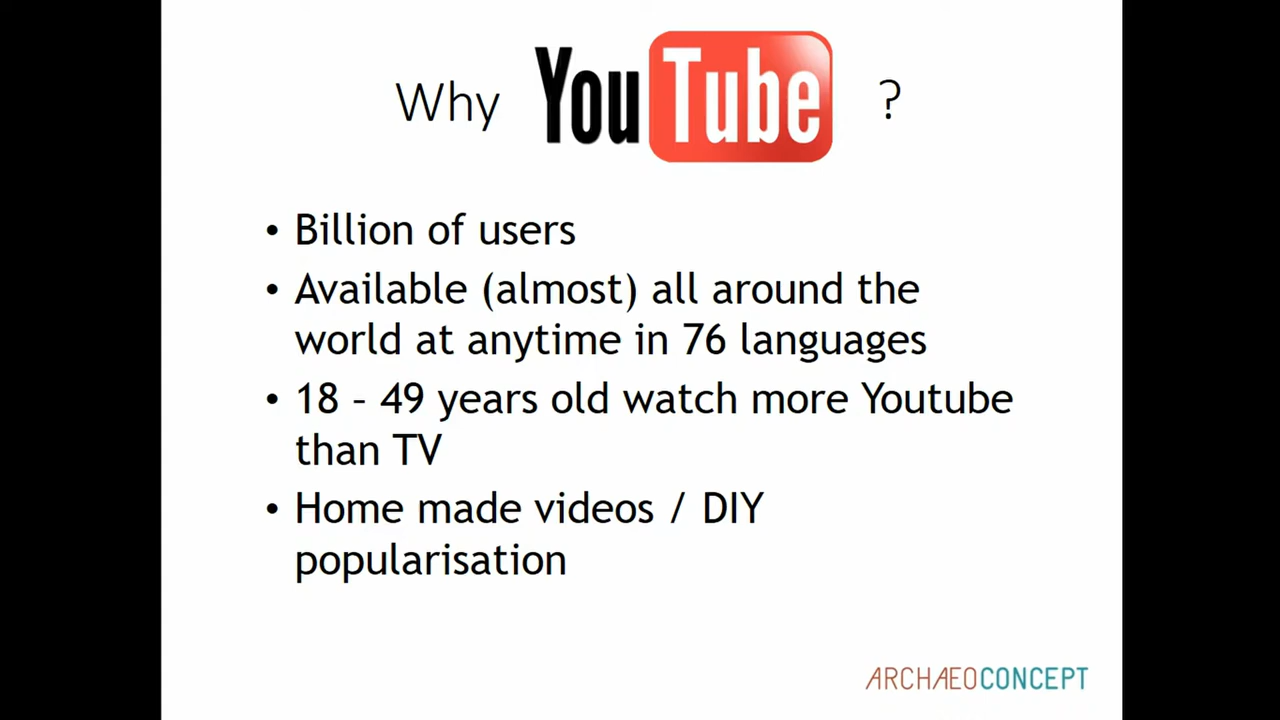 Why YouTube ?
• Billion of users
• Available (almost) all around the
world at anytime in 76 languages
• 18 – 49 years old watch more Youtube
than TV
• Home made videos / DIY
popularisation
ARCHAEOCONCEPT